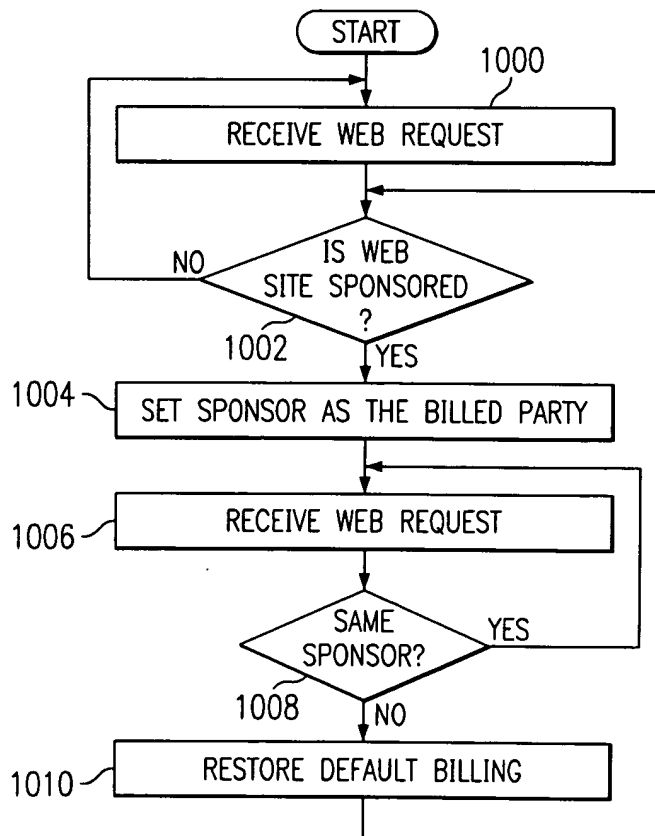 START
1000
RECEIVE WEB REQUEST
IS WEB
SITE SPONSORED
?
NO
1002
YES
1004
SET SPONSOR AS THE BILLED PARTY
RECEIVE WEB REQUEST
1006
SAME
SPONSOR?
YES
1008
NO
RESTORE DEFAULT BILLING
1010